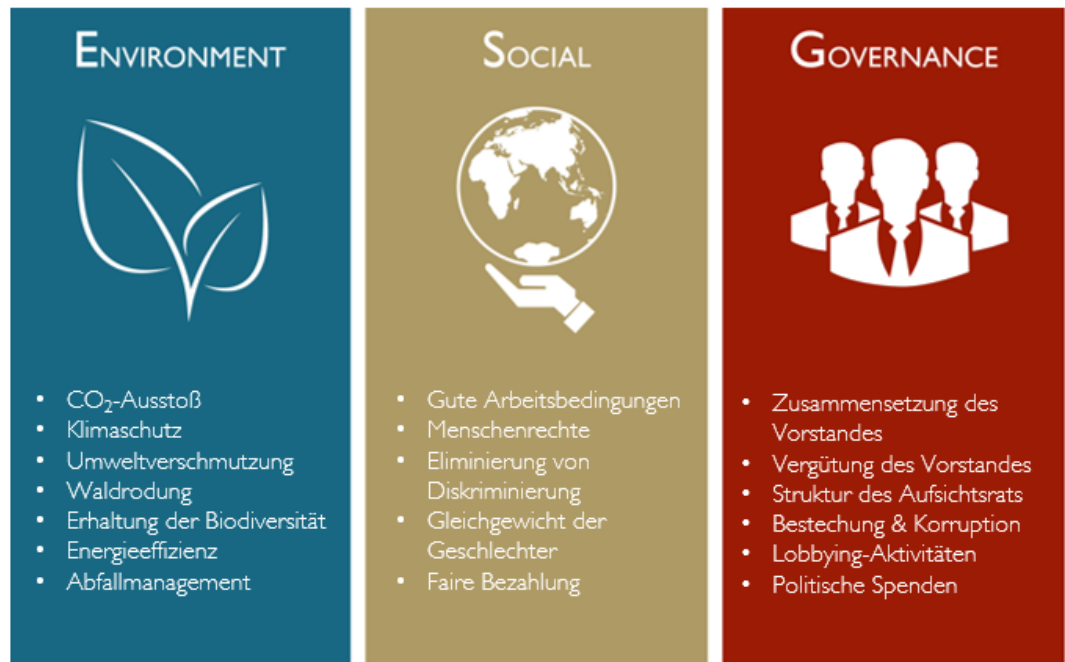 ENVIRONMENT
CO₂-Ausstoß
Klimaschutz
Umweltverschmutzung
Waldrodung
Erhaltung der Biodiversität
Energieeffizienz
Abfallmanagement
SOCIAL
Gute Arbeitsbedingungen
Menschenrechte
Eliminierung von
Diskriminierung
Gleichgewicht der
Geschlechter
Faire Bezahlung
GOVERNANCE
Zusammensetzung des
Vorstandes
Vergütung des Vorstandes
Struktur des Aufsichtsrats
Bestechung & Korruption
Lobbying-Aktivitäten
Politische Spenden